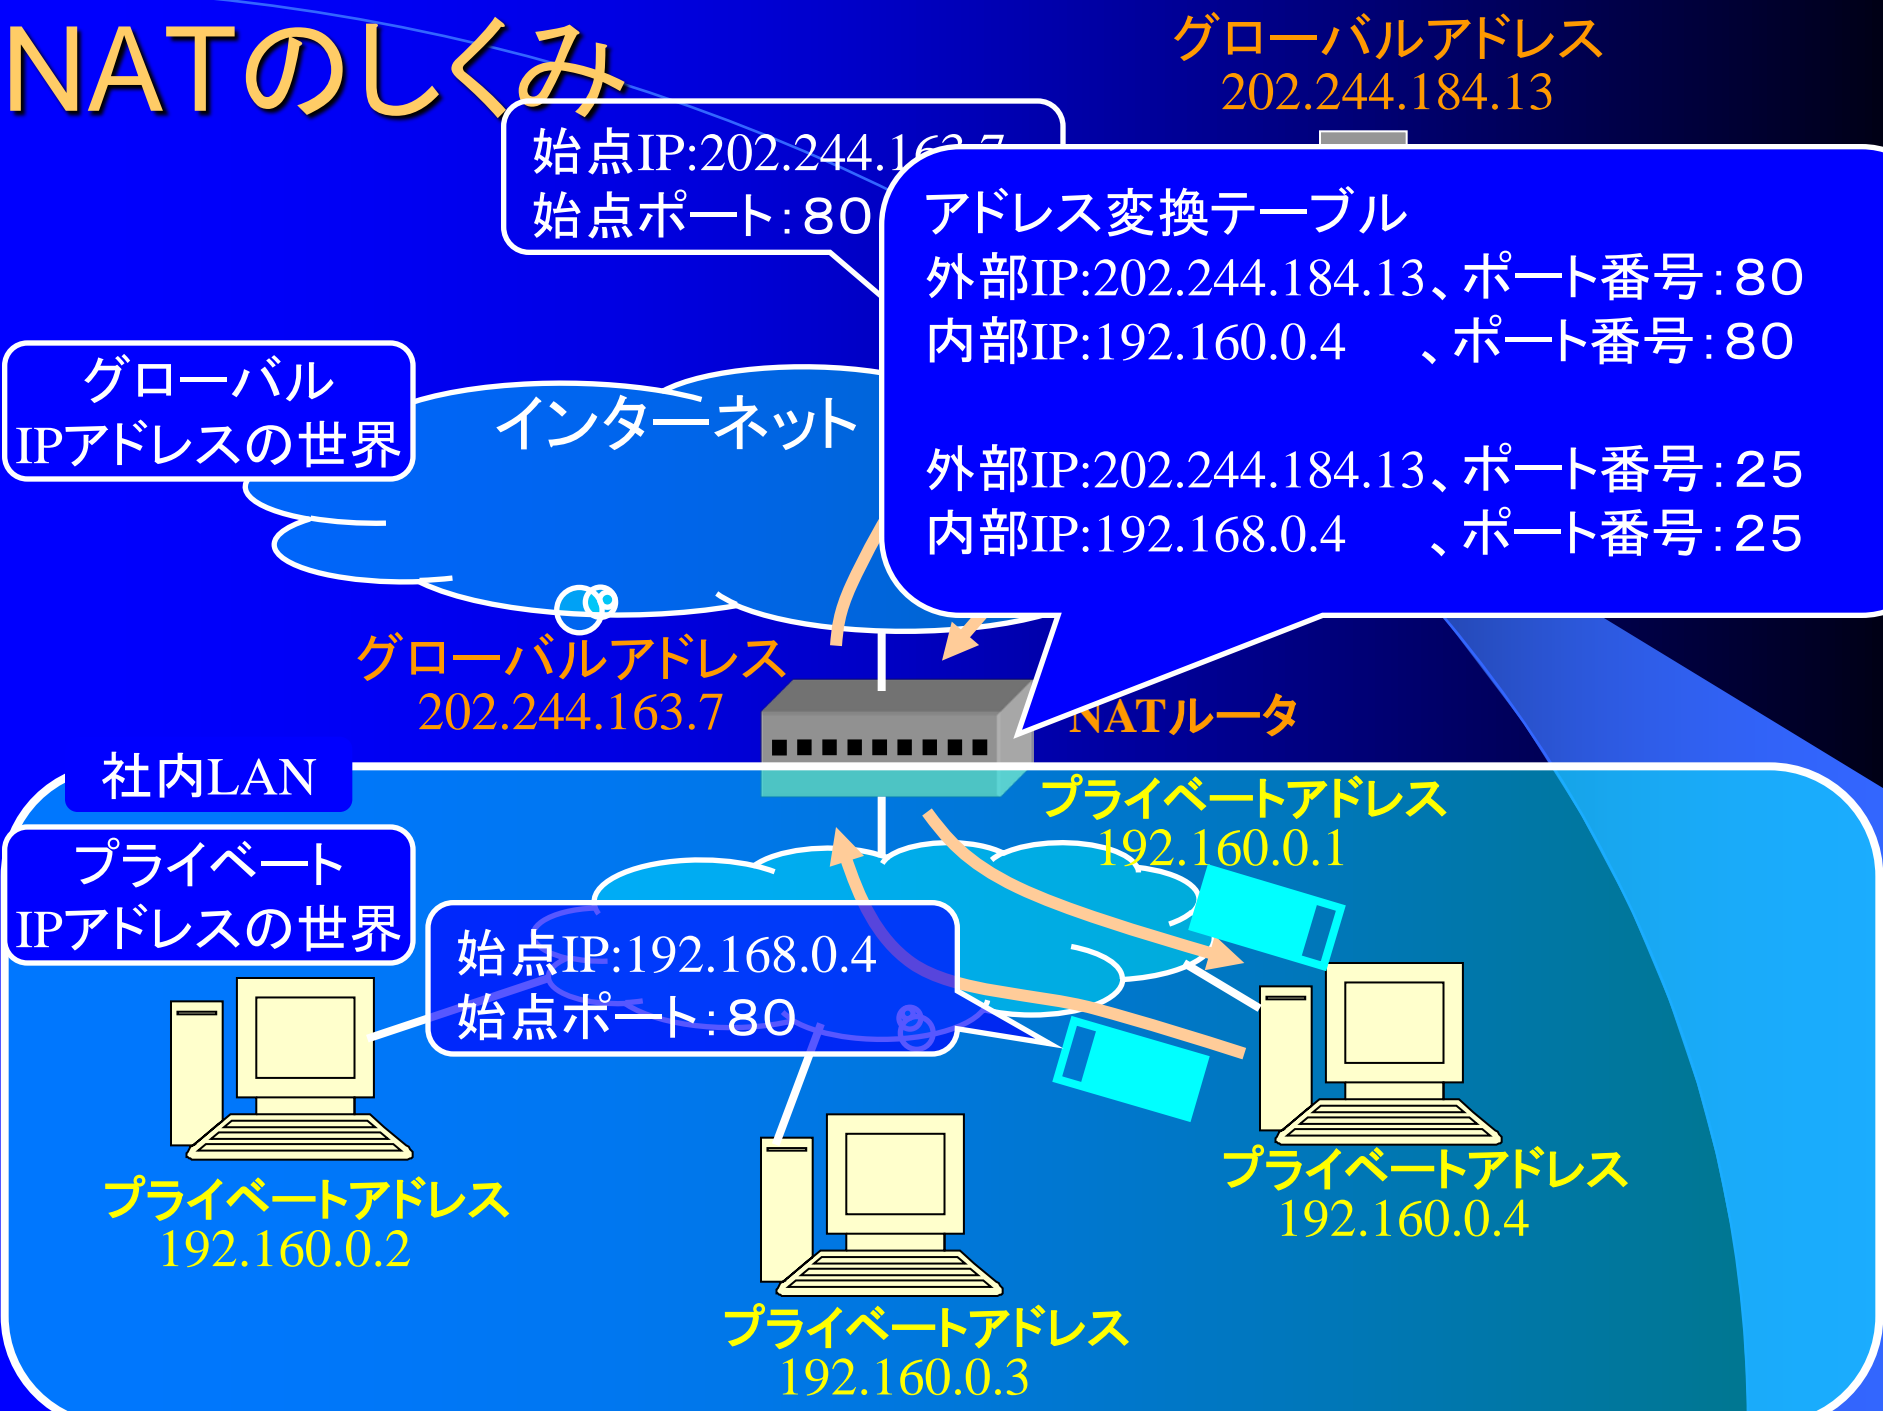 NATのしくみ
グローバルアドレス
202.244.184.13
始点IP:202.244.163.7
始点ポート:80
アドレス変換テーブル
外部IP:202.244.184.13、ポート番号:80
内部IP:192.160.0.4 、ポート番号:80
外部IP:202.244.184.13、ポート番号:25
内部IP:192.168.0.4 、ポート番号:25
グローバル
IPアドレスの世界
インターネット
グローバルアドレス
202.244.163.7
NATルータ
社内LAN
プライベートアドレス
192.160.0.1
プライベート
IPアドレスの世界
始点IP:192.168.0.4
始点ポート:80
プライベートアドレス
192.160.0.2
プライベートアドレス
192.160.0.4
プライベートアドレス
192.160.0.3